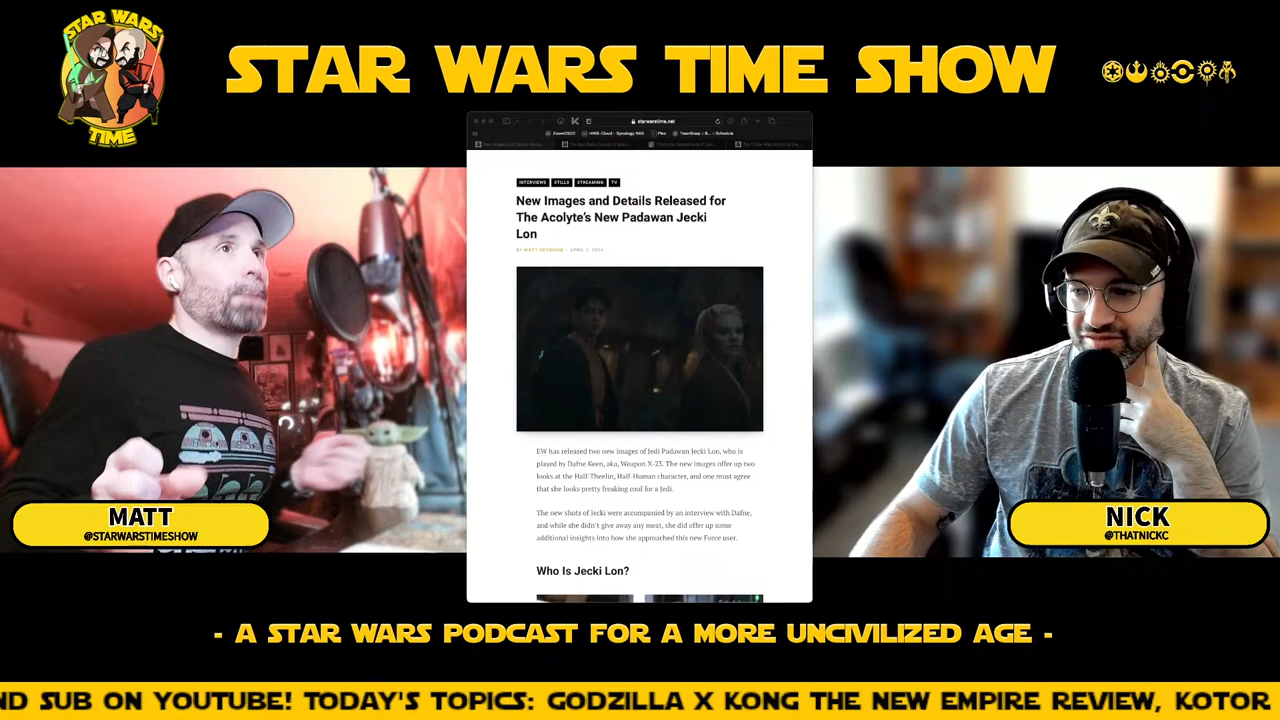 STAR WARS
TIME
STAR WARS TIME SHOW
starwarstime.net
INTERVIEWS STILLS STREAMING TV
New Images and Details Released for
The Acolyte's New Padawan Jecki
Lon
BY MATT HEYWOOD
EW has released two new images of Jedi Padawan Jecki Lon, who is
played by Dafne Keen, aka, Weapon X-23. The new images offer up two
looks at the Half-Theelin, Half-Human character, and one must agree
that she looks pretty freaking cool for a Jedi.
The new shots of Jecki were accompanied by an interview with Dafne,
and while she didn't give away any meat, she did offer up some
additional insights into how she approached this new Force user.
Who Is Jecki Lon?
MATT
@STARWARSTIMESHOW
NICK
@THATNICKC
- A STAR WARS PODCAST FOR A MORE UNCIVILIZED AGE -
ND SUB ON YOUTUBE! TODAY'S TOPICS: GODZILLA X KONG THE NEW EMPIRE REVIEW, KOTOR